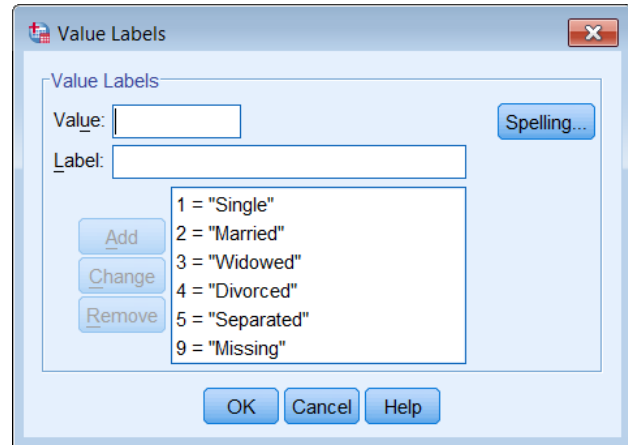 Value Labels
Value Labels
Value:
Spelling...
Label:
1 = "Single"
2 = "Married"
3 = "Widowed"
4 = "Divorced"
5 = "Separated"
9 = "Missing"
Add
Change
Remove
OK Cancel Help